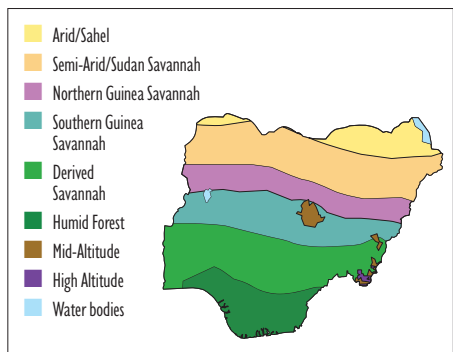 Arid/Sahel
Semi-Arid/Sudan Savannah
Northern Guinea Savannah
Southern Guinea
Savannah
Derived
Savannah
Humid Forest
Mid-Altitude
High Altitude
Water bodies